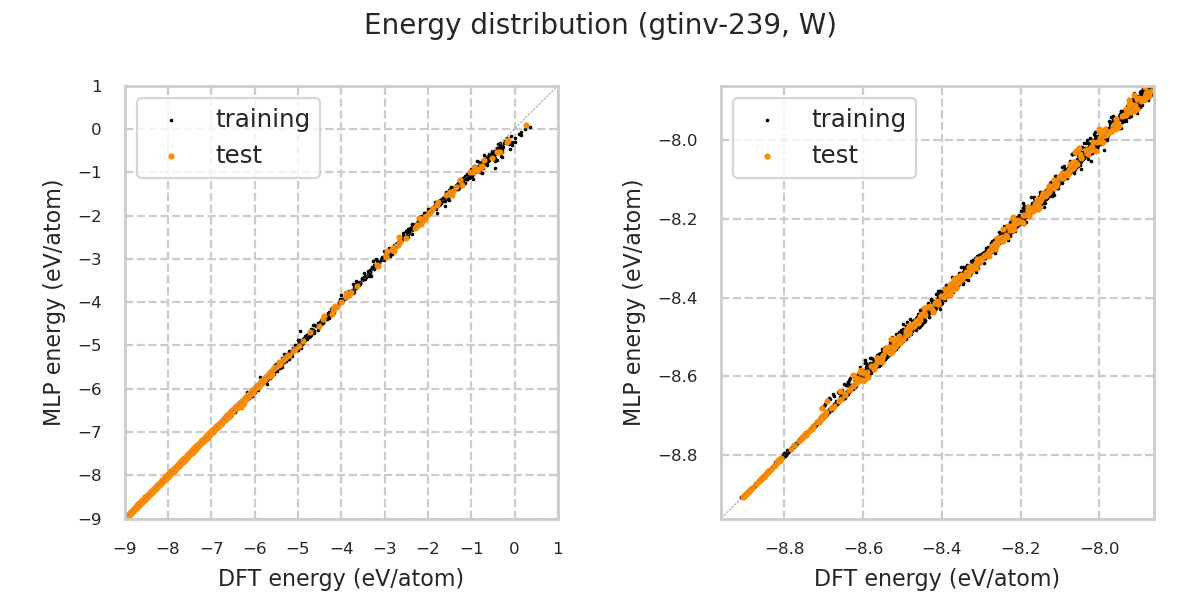 Energy distribution (gtinv-239, W)
training
test
MLP energy (eV/atom)
1
0
−1
−2
−3
−4
−5
−6
−7
−8
−9
−9 −8 −7 −6 −5 −4 −3 −2 −1 0 1
DFT energy (eV/atom)
training
test
MLP energy (eV/atom)
−8.0
−8.2
−8.4
−8.6
−8.8
−8.8 −8.6 −8.4 −8.2 −8.0
DFT energy (eV/atom)